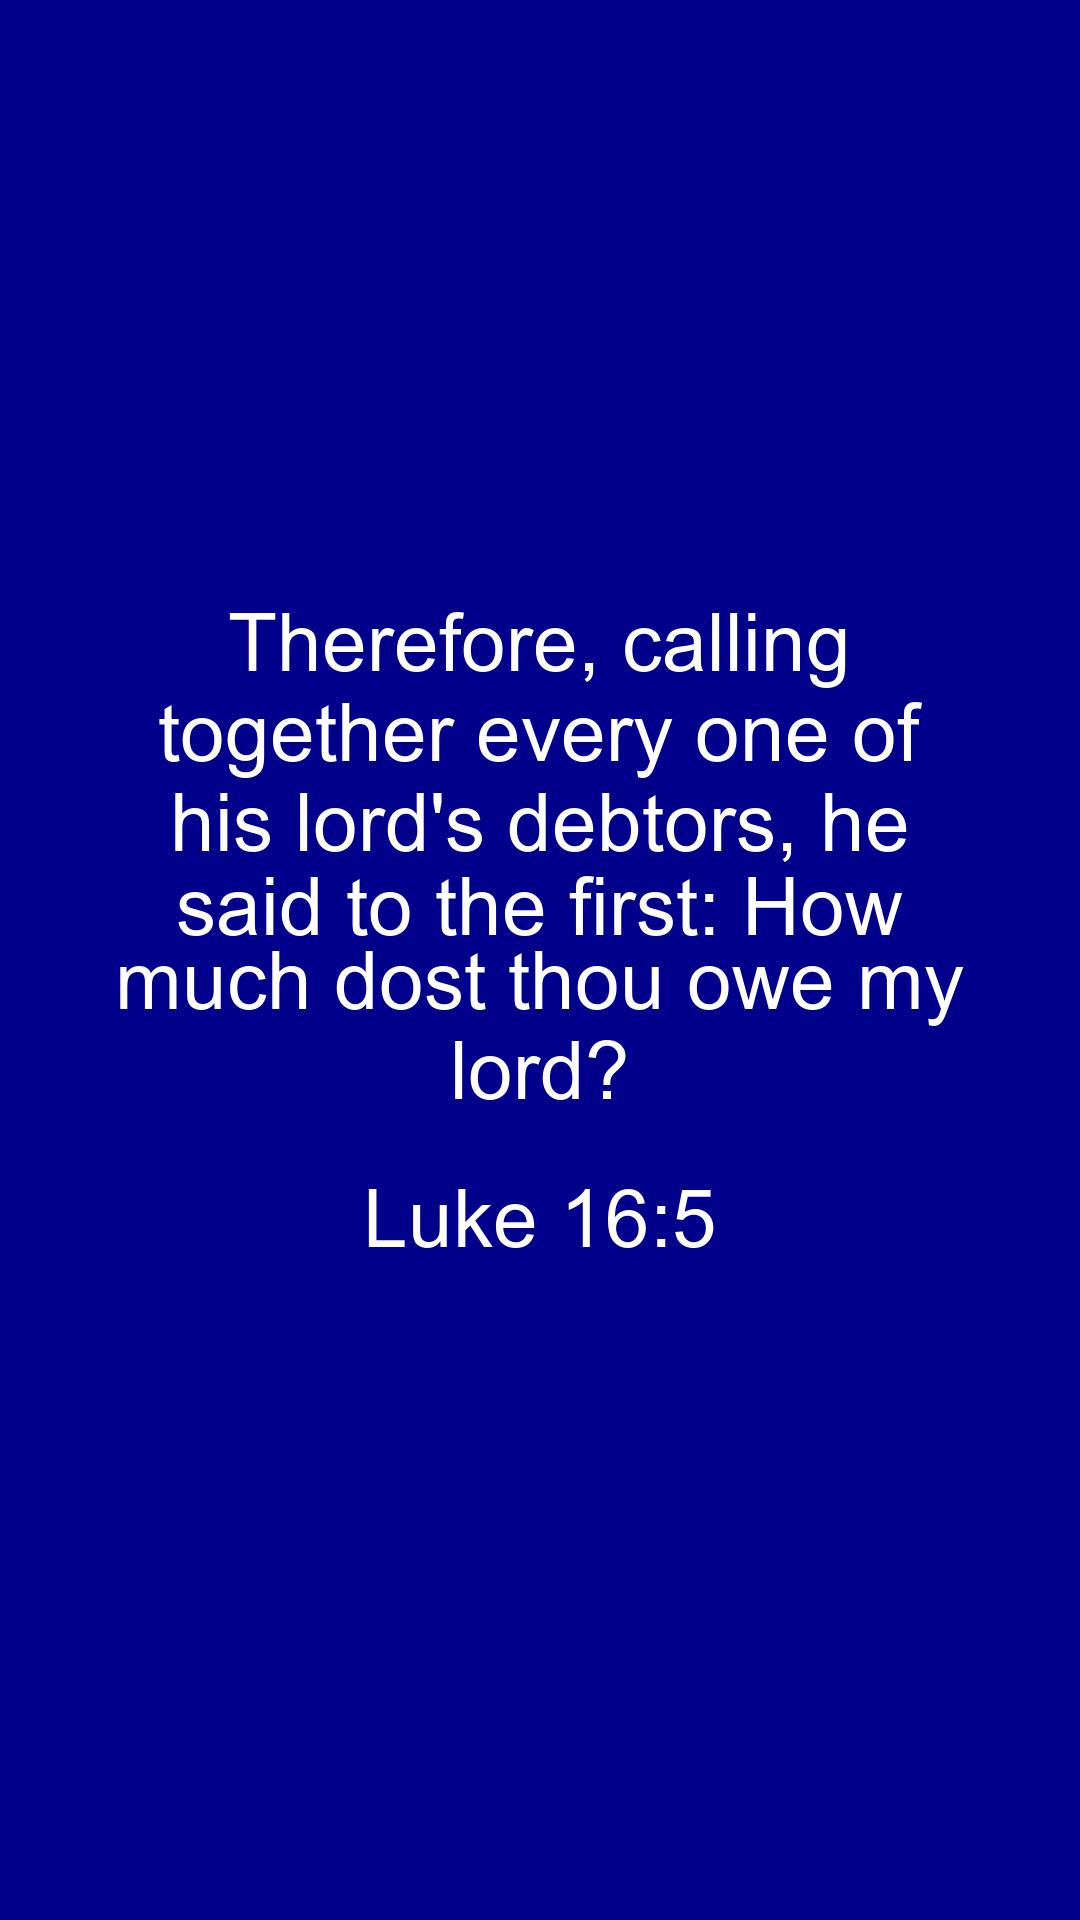 Therefore, calling
together every one of
his lord's debtors, he
said to the first: How
much dost thou owe my
lord?
Luke 16:5